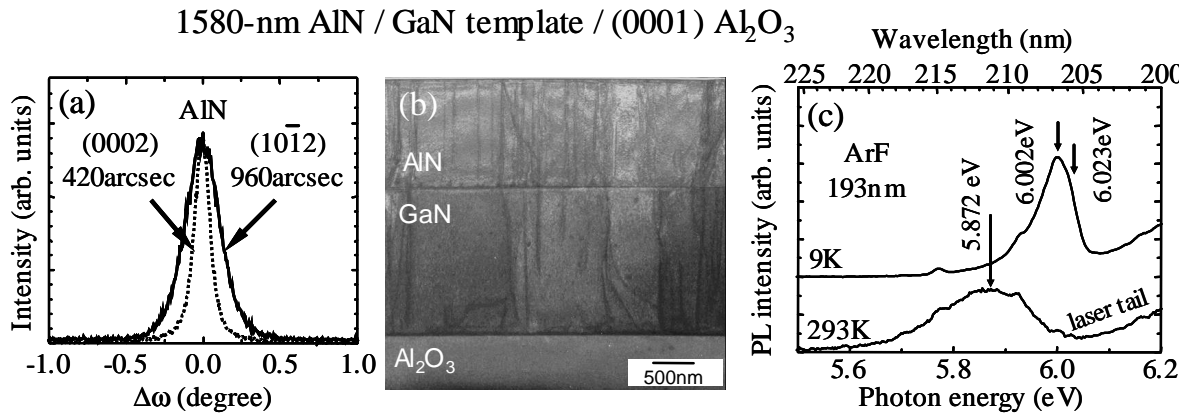 1580-nm AlN / GaN template / (0001) Al2O3
(a)
AlN
(0002)
420arcsec
(101̄2)
960arcsec
Intensity (arb. units)
-1.0 -0.5 0.0 0.5 1.0
Δω (degree)
(b)
AlN
GaN
Al2O3
500nm
Wavelength (nm)
225 220 215 210 205 200
(c)
ArF
193nm
6.002eV
6.023eV
5.872 eV
9K
293K
laser tail
PL intensity (arb. units)
5.6 5.8 6.0 6.2
Photon energy (eV)